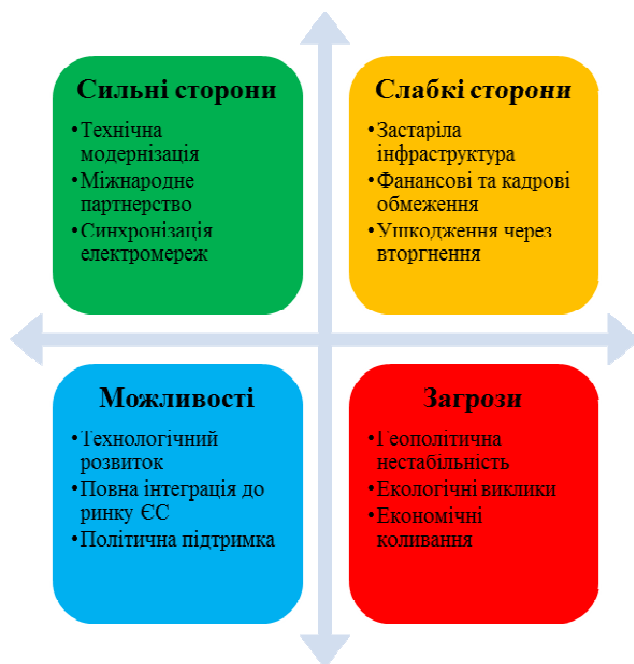 Сильні сторони
•Технічна
модернізація
•Міжнародне
партнерство
•Синхронізація
електромереж
Слабкі сторони
•Застаріла
інфраструктура
•Фанансові та кадрові
обмеження
•Ушкодження через
вторгнення
Можливості
•Технологічний
розвиток
•Повна інтеграція до
ринку ЄС
•Політична підтримка
Загрози
•Геополітична
нестабільність
•Екологічні виклики
•Економічні
коливання